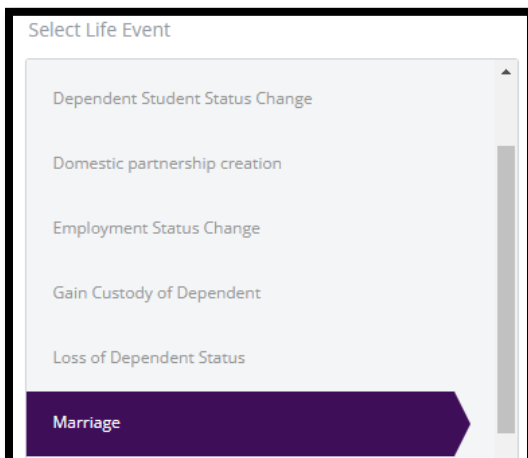 Select Life Event
Dependent Student Status Change
Domestic partnership creation
Employment Status Change
Gain Custody of Dependent
Loss of Dependent Status
Marriage